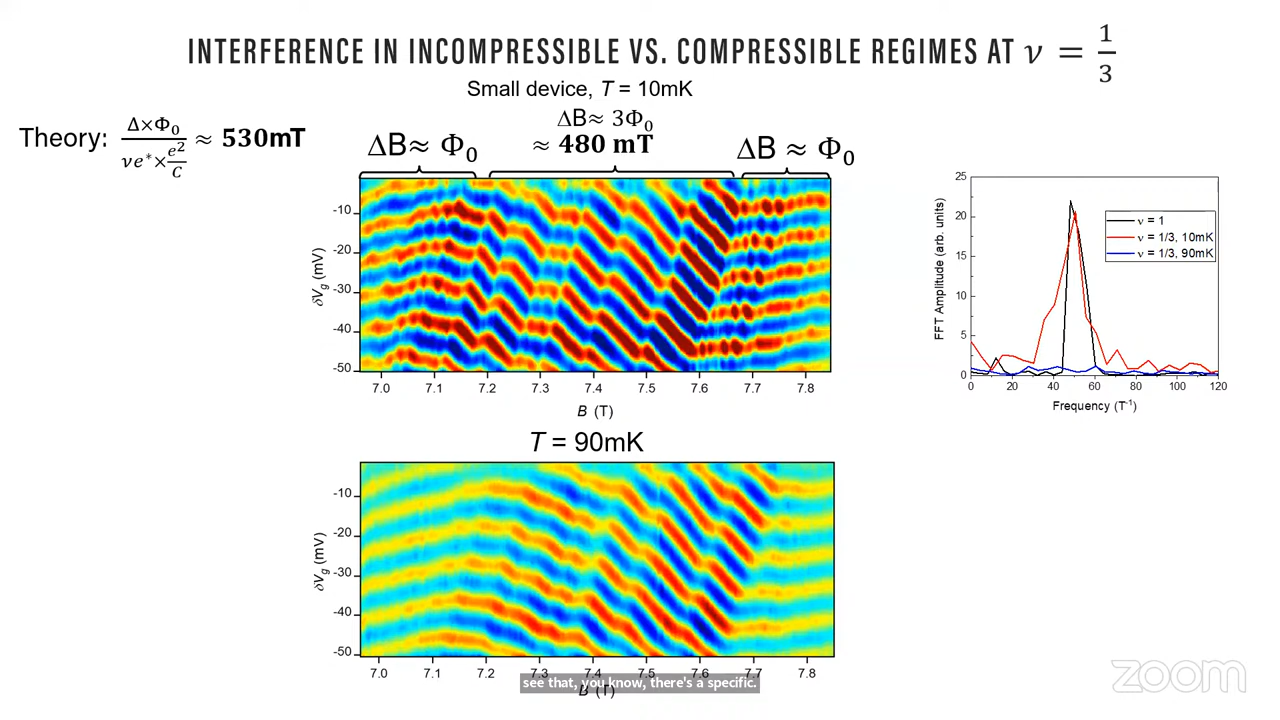 INTERFERENCE IN INCOMPRESSIBLE VS. COMPRESSIBLE REGIMES AT ν = 1/3
Small device, T = 10mK
Theory: Δ×Φ₀ / νe*×e²/C ≈ 530mT
ΔB≈ Φ₀
ΔB≈ 3Φ₀
≈ 480 mT
ΔB ≈ Φ₀
δVg (mV)
-10
-20
-30
-40
-50
7.0 7.1 7.2 7.3 7.4 7.5 7.6 7.7 7.8
B (T)
FFT Amplitude (arb. units)
25
20
15
10
5
0
ν = 1
ν = 1/3, 10mK
ν = 1/3, 90mK
0 20 40 60 80 100 120
Frequency (T⁻¹)
T = 90mK
δVg (mV)
-10
-20
-30
-40
-50
7.0 7.1 7.2 7.3 7.4 7.5 7.6 7.7 7.8
B (T)
see that, you know, there's a specific.
zoom